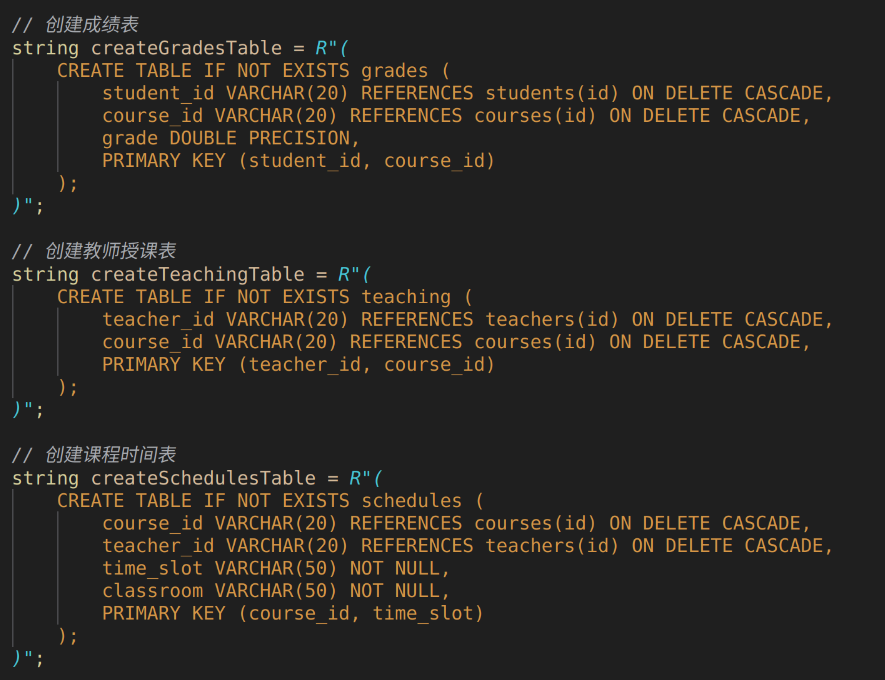 // 创建成绩表
string createGradesTable = R"(
    CREATE TABLE IF NOT EXISTS grades (
        student_id VARCHAR(20) REFERENCES students(id) ON DELETE CASCADE,
        course_id VARCHAR(20) REFERENCES courses(id) ON DELETE CASCADE,
        grade DOUBLE PRECISION,
        PRIMARY KEY (student_id, course_id)
    );
)";

// 创建教师授课表
string createTeachingTable = R"(
    CREATE TABLE IF NOT EXISTS teaching (
        teacher_id VARCHAR(20) REFERENCES teachers(id) ON DELETE CASCADE,
        course_id VARCHAR(20) REFERENCES courses(id) ON DELETE CASCADE,
        PRIMARY KEY (teacher_id, course_id)
    );
)";

// 创建课程时间表
string createSchedulesTable = R"(
    CREATE TABLE IF NOT EXISTS schedules (
        course_id VARCHAR(20) REFERENCES courses(id) ON DELETE CASCADE,
        teacher_id VARCHAR(20) REFERENCES teachers(id) ON DELETE CASCADE,
        time_slot VARCHAR(50) NOT NULL,
        classroom VARCHAR(50) NOT NULL,
        PRIMARY KEY (course_id, time_slot)
    );
)";